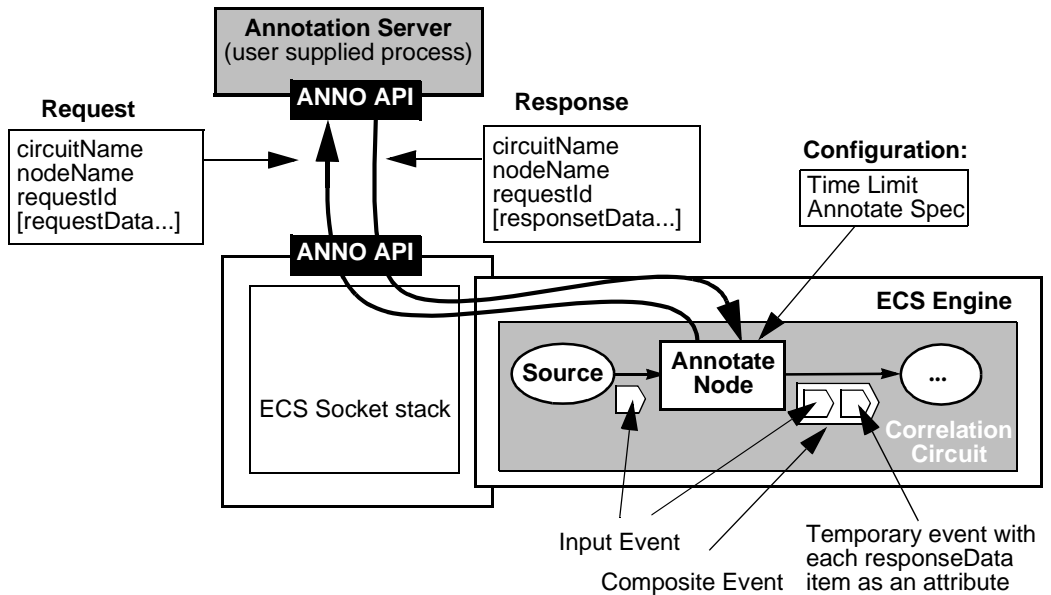 Annotation Server
(user supplied process)
ANNO API
Request
circuitName
nodeName
requestId
[requestData...]
Response
circuitName
nodeName
requestId
[responsetData...]
Configuration:
Time Limit
Annotate Spec
ANNO API
ECS Socket stack
ECS Engine
Source
Annotate
Node
...
Correlation
Circuit
Input Event
Composite Event
Temporary event with
each responseData
item as an attribute